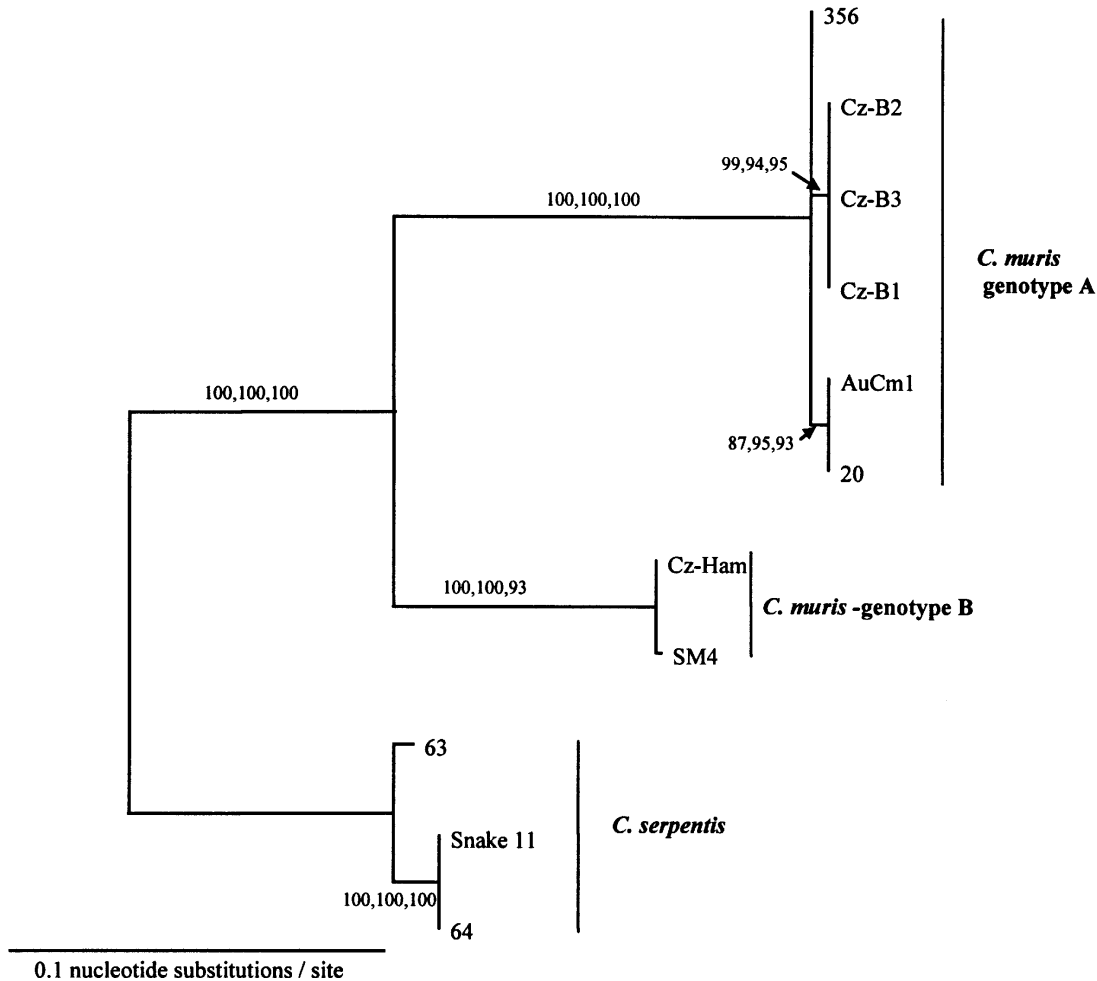 356
Cz-B2
99,94,95
Cz-B3
100,100,100
C. muris
genotype A
Cz-B1
AuCm1
100,100,100
87,95,93
20
Cz-Ham
100,100,93
C. muris -genotype B
SM4
63
C. serpentis
Snake 11
100,100,100
64
0.1 nucleotide substitutions / site